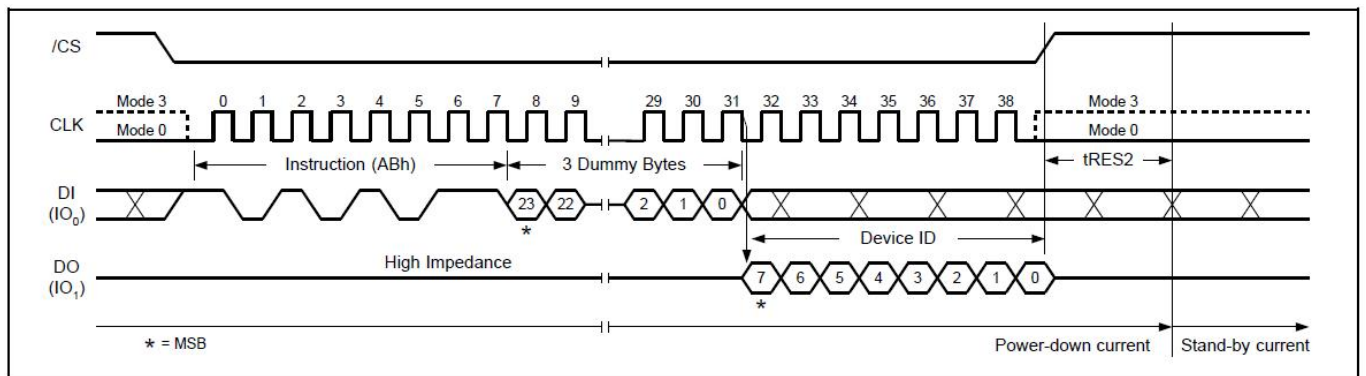 /CS
Mode 3
0 1 2 3 4 5 6 7 8 9 29 30 31 32 33 34 35 36 37 38
Mode 3
CLK
Mode 0
Mode 0
Instruction (ABh)
3 Dummy Bytes
tRES2
DI
(IO0)
23 22 2 1 0
*
Device ID
High Impedance
DO
(IO1)
7 6 5 4 3 2 1 0
*
* = MSB
Power-down current
Stand-by current